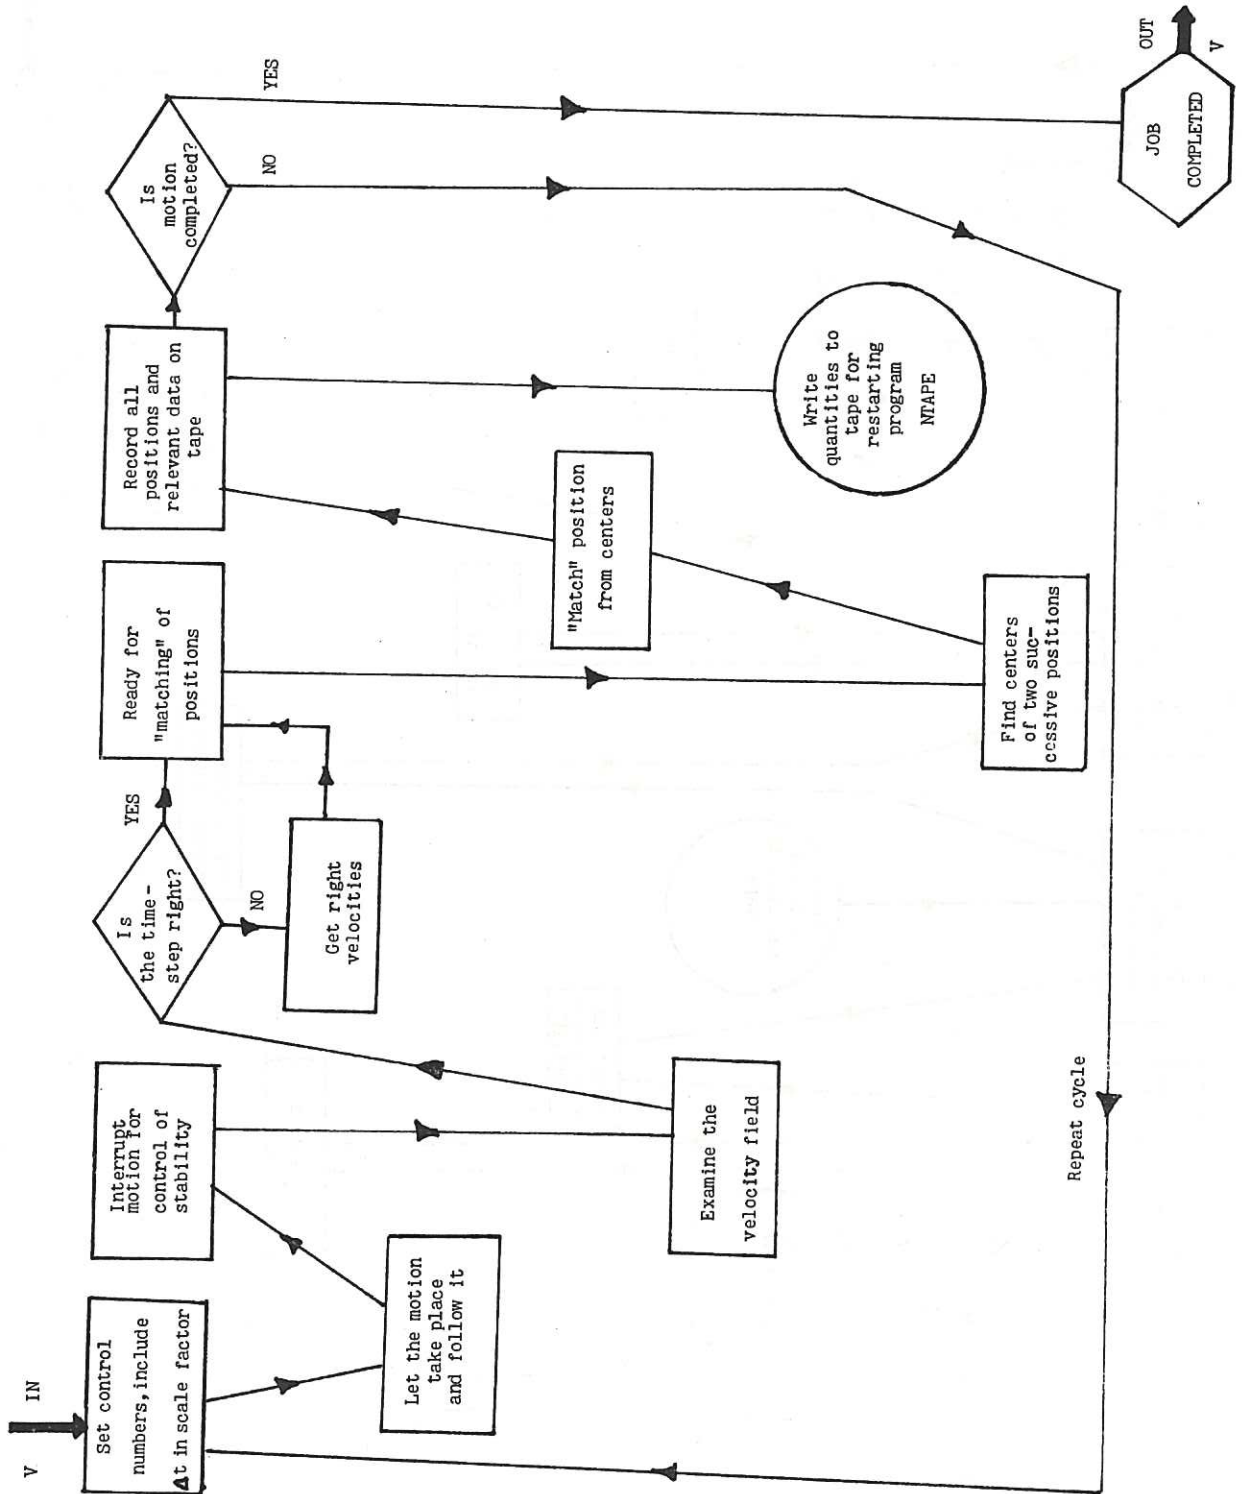 V
IN
Set control
numbers,include
Δt in scale factor
Let the motion
take place
and follow it
Interrupt
motion for
control of
stability
Examine the
velocity field
Is
the time-
step right?
YES
NO
Get right
velocities
Ready for
"matching" of
positions
Find centers
of two suc-
cessive positions
"Match" position
from centers
Record all
positions and
relevant data on
tape
Write
quantities to
tape for
restarting
program
NTAPE
Is
motion
completed?
YES
NO
Repeat cycle
JOB
COMPLETED
OUT
V